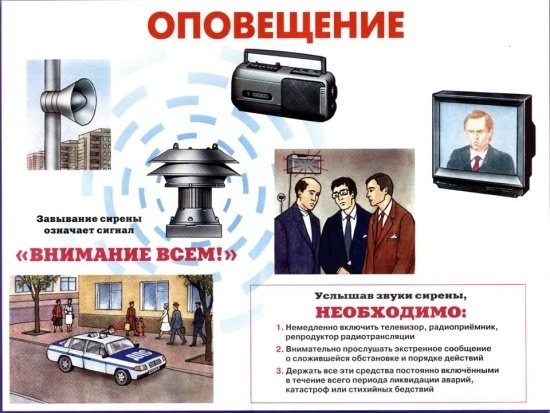 ОПОВЕЩЕНИЕ
Завывание сирены
означает сигнал
«ВНИМАНИЕ ВСЕМ!»
Услышав звуки сирены,
НЕОБХОДИМО:
1. Немедленно включить телевизор, радиоприёмник,
репродуктор радиотрансляции
2. Внимательно прослушать экстренное сообщение
о сложившейся обстановке и порядке действий
3. Держать все эти средства постоянно включёнными
в течение всего периода ликвидации аварий,
катастроф или стихийных бедствий